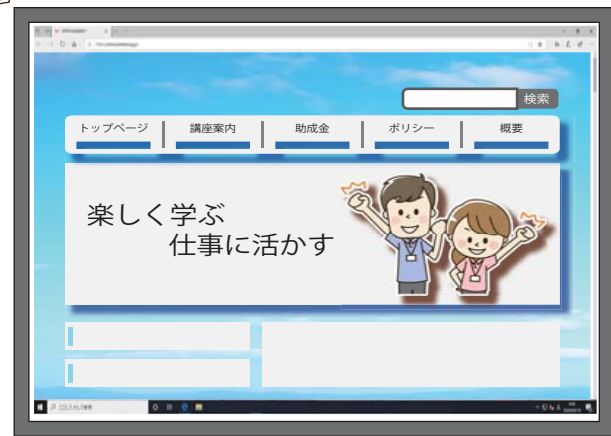 検索
トップページ
講座案内
助成金
ポリシー
概要
楽しく学ぶ
仕事に活かす